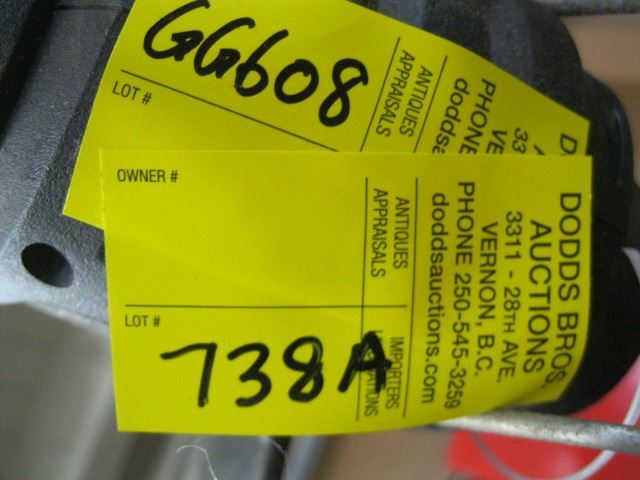 GG608
LOT #
ANTIQUES
APPRAISALS
PHONE
doddsa
OWNER #
LOT #
738A
ANTIQUES
APPRAISALS
IMPORTERS
DODDS BROS.
AUCTIONS
3311 - 28TH AVE.
VERNON, B.C.
PHONE 250-545-3259
doddsauctions.com